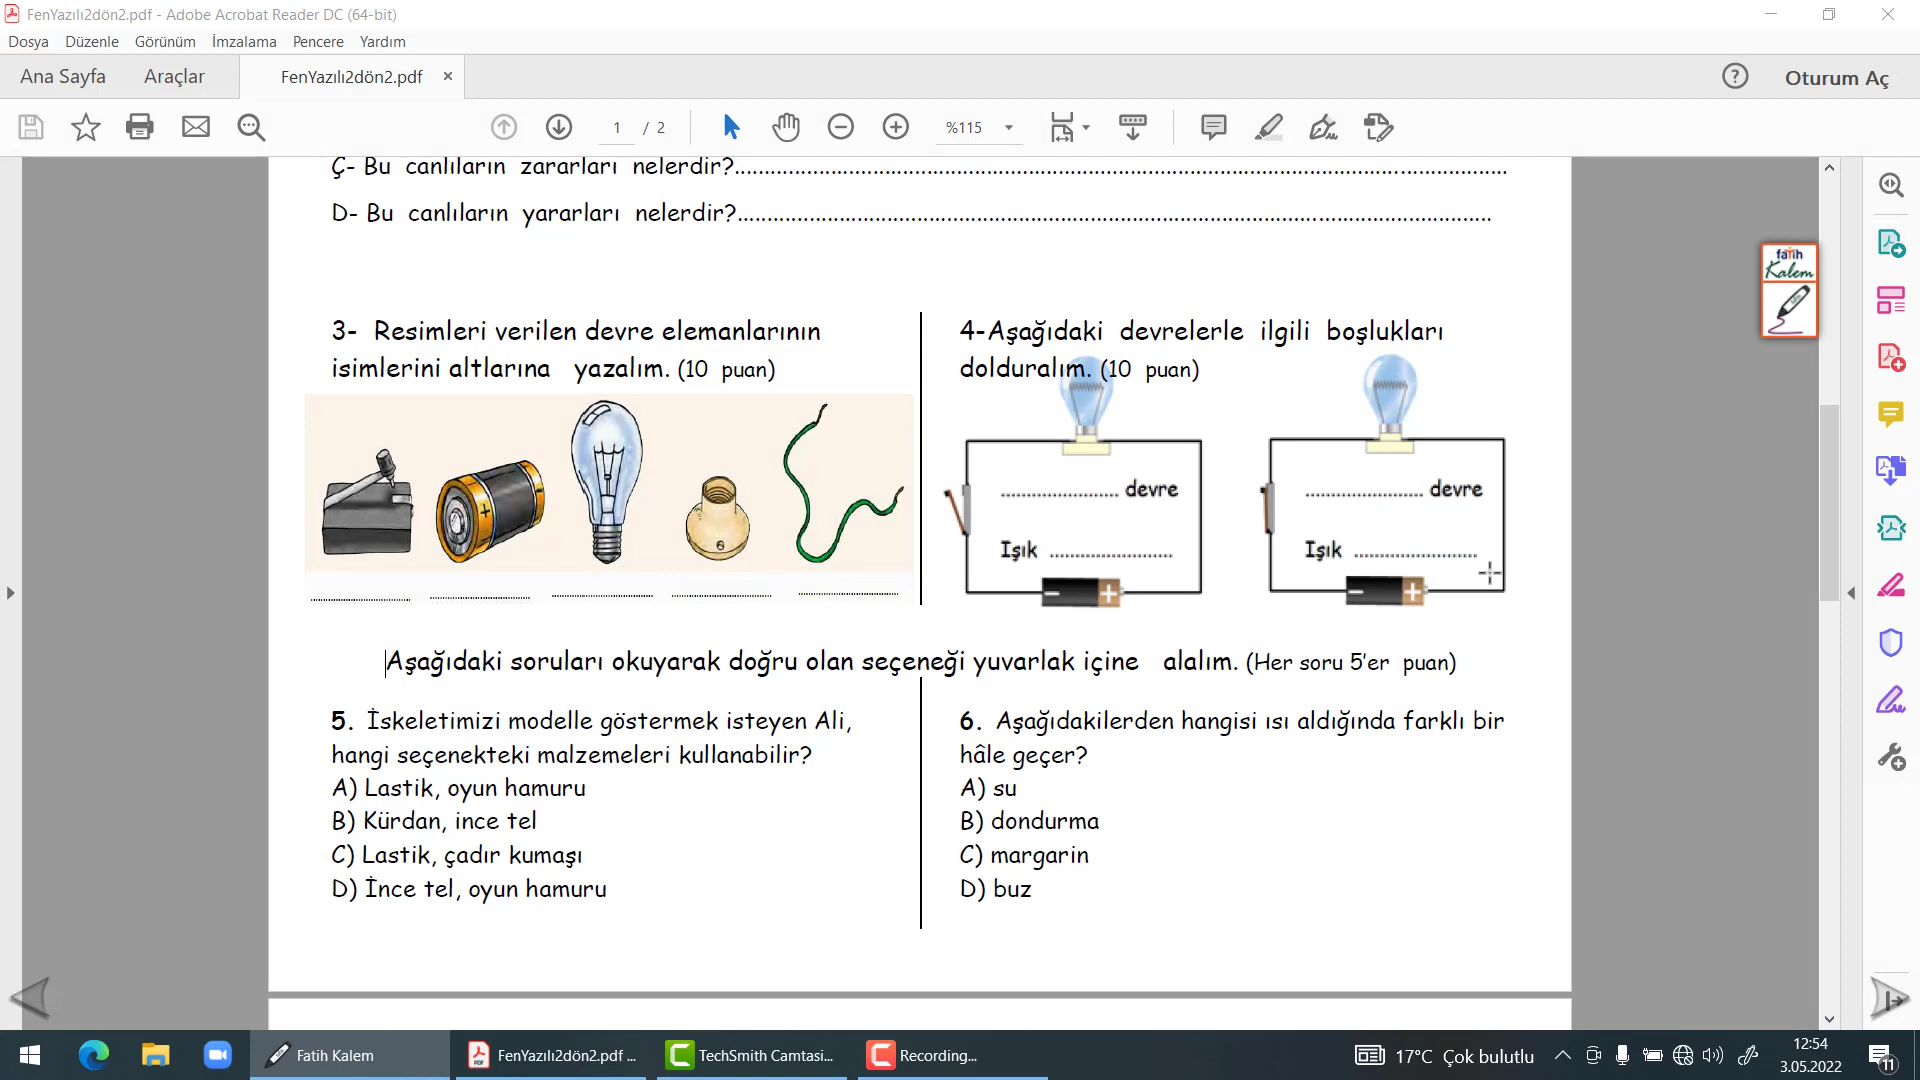 FenYazılı2dön2.pdf - Adobe Acrobat Reader DC (64-bit)
Dosya Düzenle Görünüm İmzalama Pencere Yardım
Ana Sayfa Araçlar FenYazılı2dön2.pdf × Oturum Aç
1 / 2 %115
Ç- Bu canlıların zararları nelerdir?..........
D- Bu canlıların yararları nelerdir?..........
fatih
Kalem
3- Resimleri verilen devre elemanlarının
isimlerini altlarına yazalım. (10 puan)
4-Aşağıdaki devrelerle ilgili boşlukları
dolduralım. (10 puan)
.................... devre
Işık ....................
.................... devre
Işık ....................
Aşağıdaki soruları okuyarak doğru olan seçeneği yuvarlak içine alalım. (Her soru 5'er puan)
5. İskeletimizi modelle göstermek isteyen Ali,
hangi seçenekteki malzemeleri kullanabilir?
A) Lastik, oyun hamuru
B) Kürdan, ince tel
C) Lastik, çadır kumaşı
D) İnce tel, oyun hamuru
6. Aşağıdakilerden hangisi ısı aldığında farklı bir
hâle geçer?
A) su
B) dondurma
C) margarin
D) buz
Fatih Kalem
FenYazılı2dön2.pdf ...
TechSmith Camtasi...
Recording...
17°C Çok bulutlu
12:54
3.05.2022
11